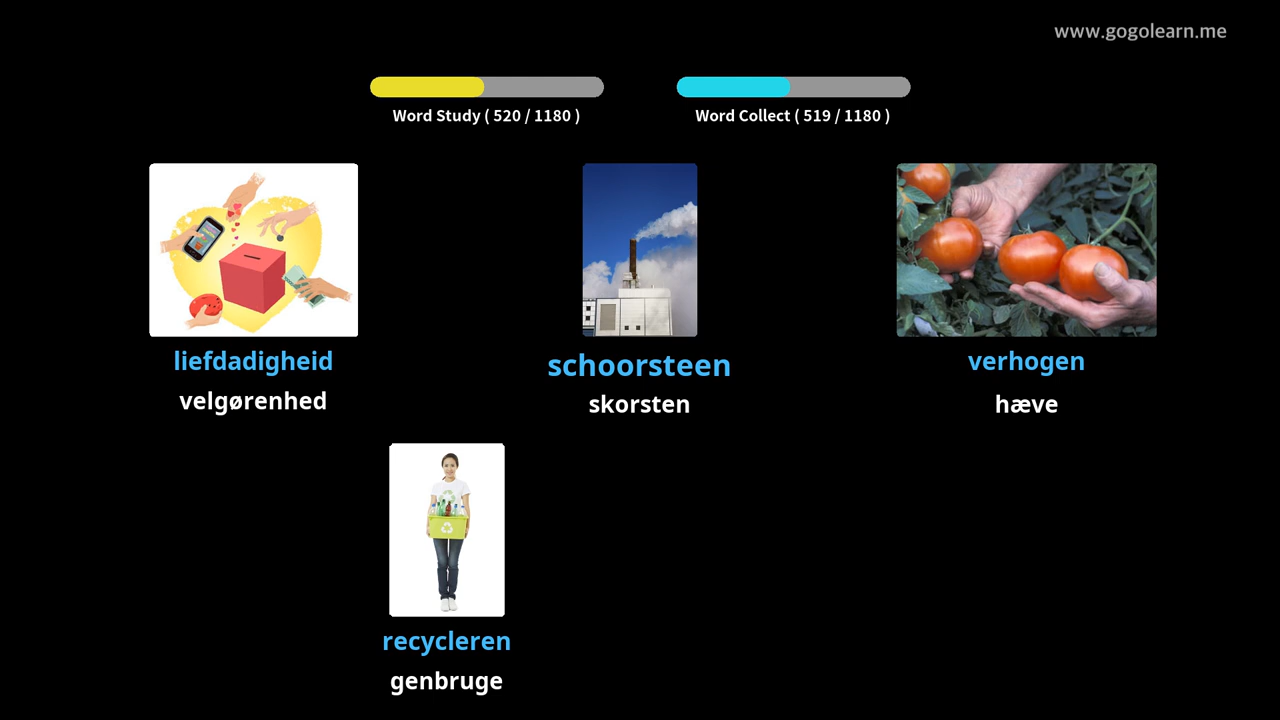 www.gogolearn.me
Word Study ( 520 / 1180 )
Word Collect ( 519 / 1180 )
liefdadigheid
velgørenhed
schoorsteen
skorsten
verhogen
hæve
recycleren
genbruge